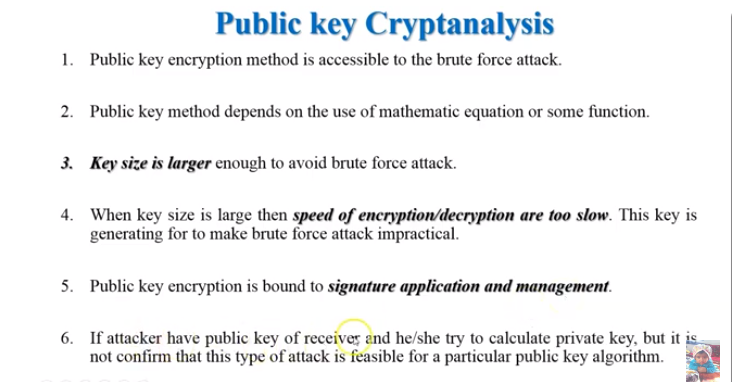 Public key Cryptanalysis
1. Public key encryption method is accessible to the brute force attack.
2. Public key method depends on the use of mathematic equation or some function.
3. Key size is larger enough to avoid brute force attack.
4. When key size is large then speed of encryption/decryption are too slow. This key is
generating for to make brute force attack impractical.
5. Public key encryption is bound to signature application and management.
6. If attacker have public key of receiver and he/she try to calculate private key, but it is
not confirm that this type of attack is feasible for a particular public key algorithm.